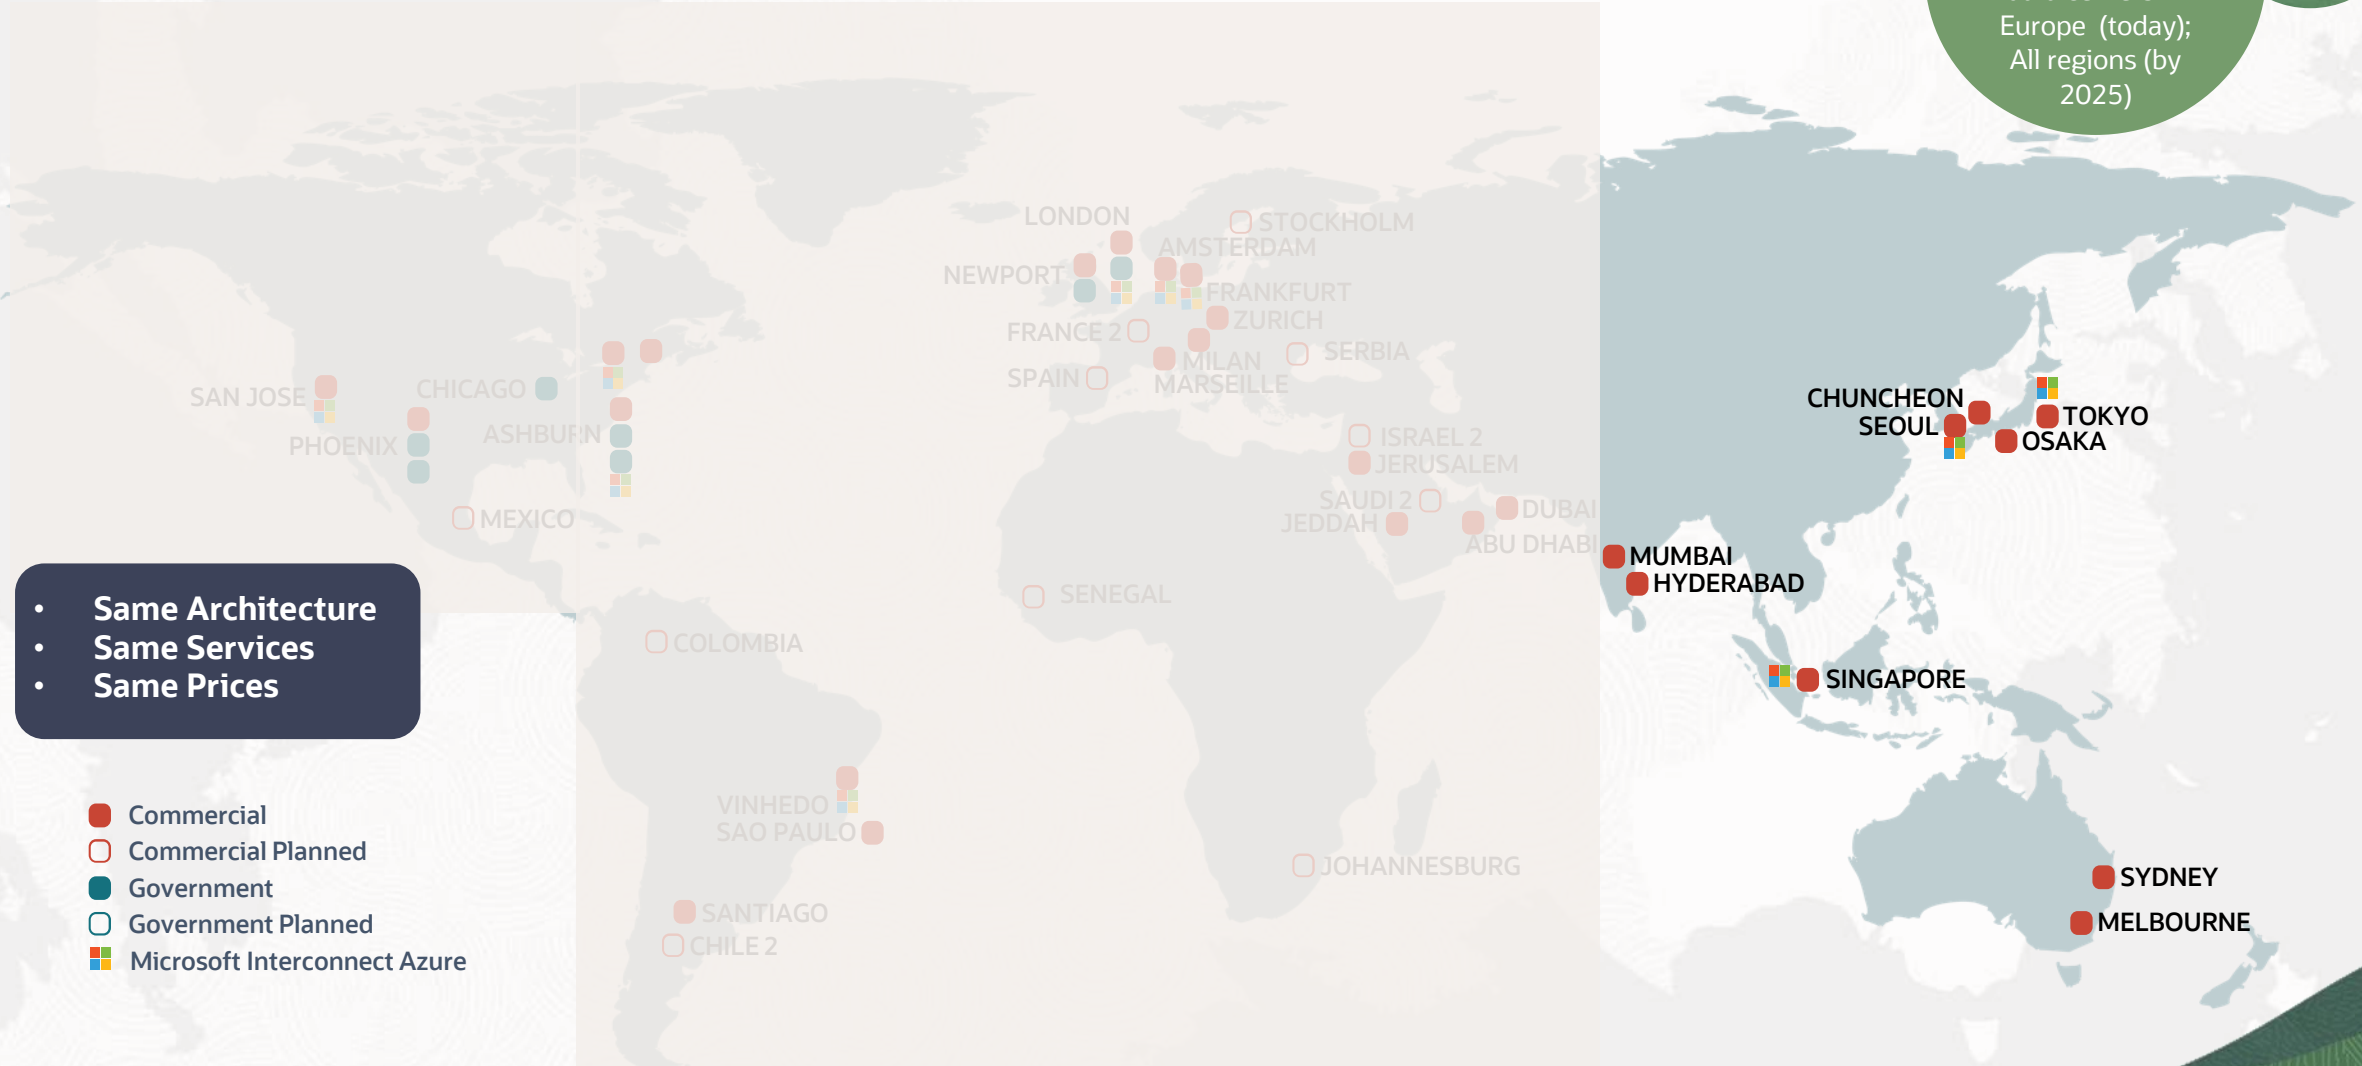 Europe (today);
All regions (by
2025)
LONDON
STOCKHOLM
AMSTERDAM
NEWPORT
FRANKFURT
ZURICH
FRANCE 2
SERBIA
MILAN
SPAIN
MARSEILLE
SAN JOSE
CHICAGO
ASHBURN
PHOENIX
MEXICO
ISRAEL 2
JERUSALEM
SAUDI 2
DUBAI
JEDDAH
ABU DHABI
SENEGAL
COLOMBIA
VINHEDO
SAO PAULO
JOHANNESBURG
SANTIAGO
CHILE 2
CHUNCHEON
SEOUL
TOKYO
OSAKA
MUMBAI
HYDERABAD
SINGAPORE
SYDNEY
MELBOURNE
• Same Architecture
• Same Services
• Same Prices
Commercial
Commercial Planned
Government
Government Planned
Microsoft Interconnect Azure